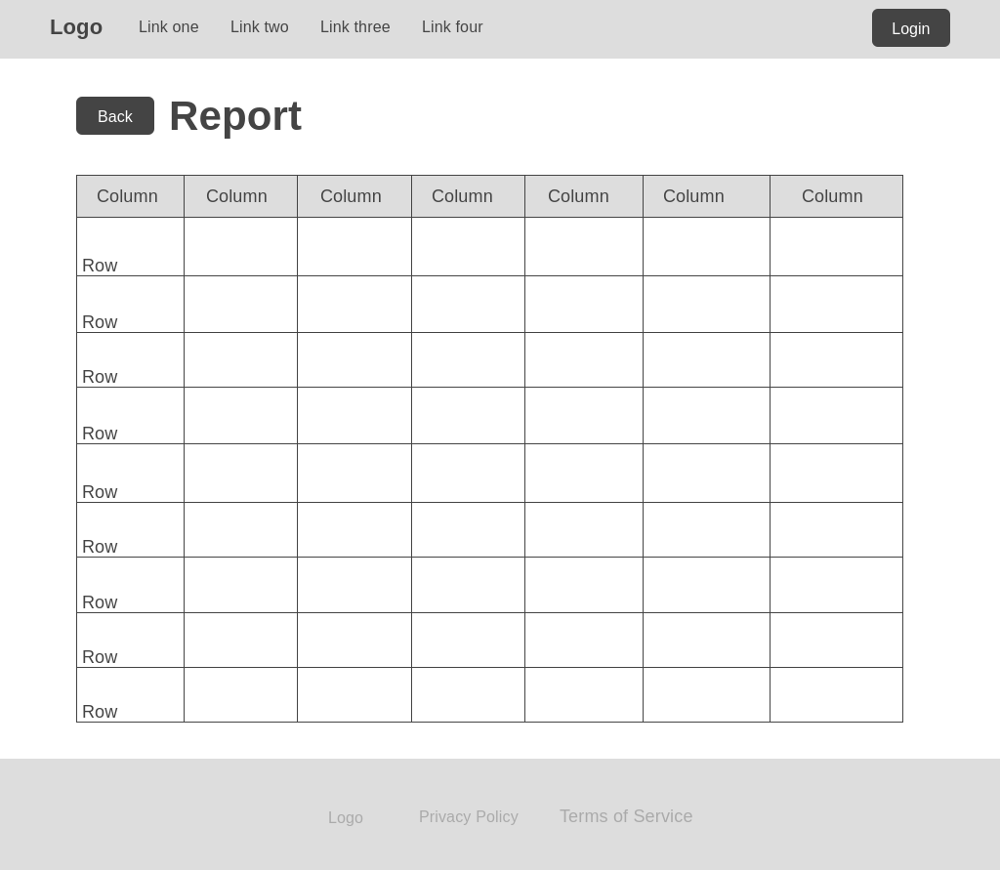 Logo Link one Link two Link three Link four Login
Back Report
Column Column Column Column Column Column Column
Row
Row
Row
Row
Row
Row
Row
Row
Row
Logo Privacy Policy Terms of Service